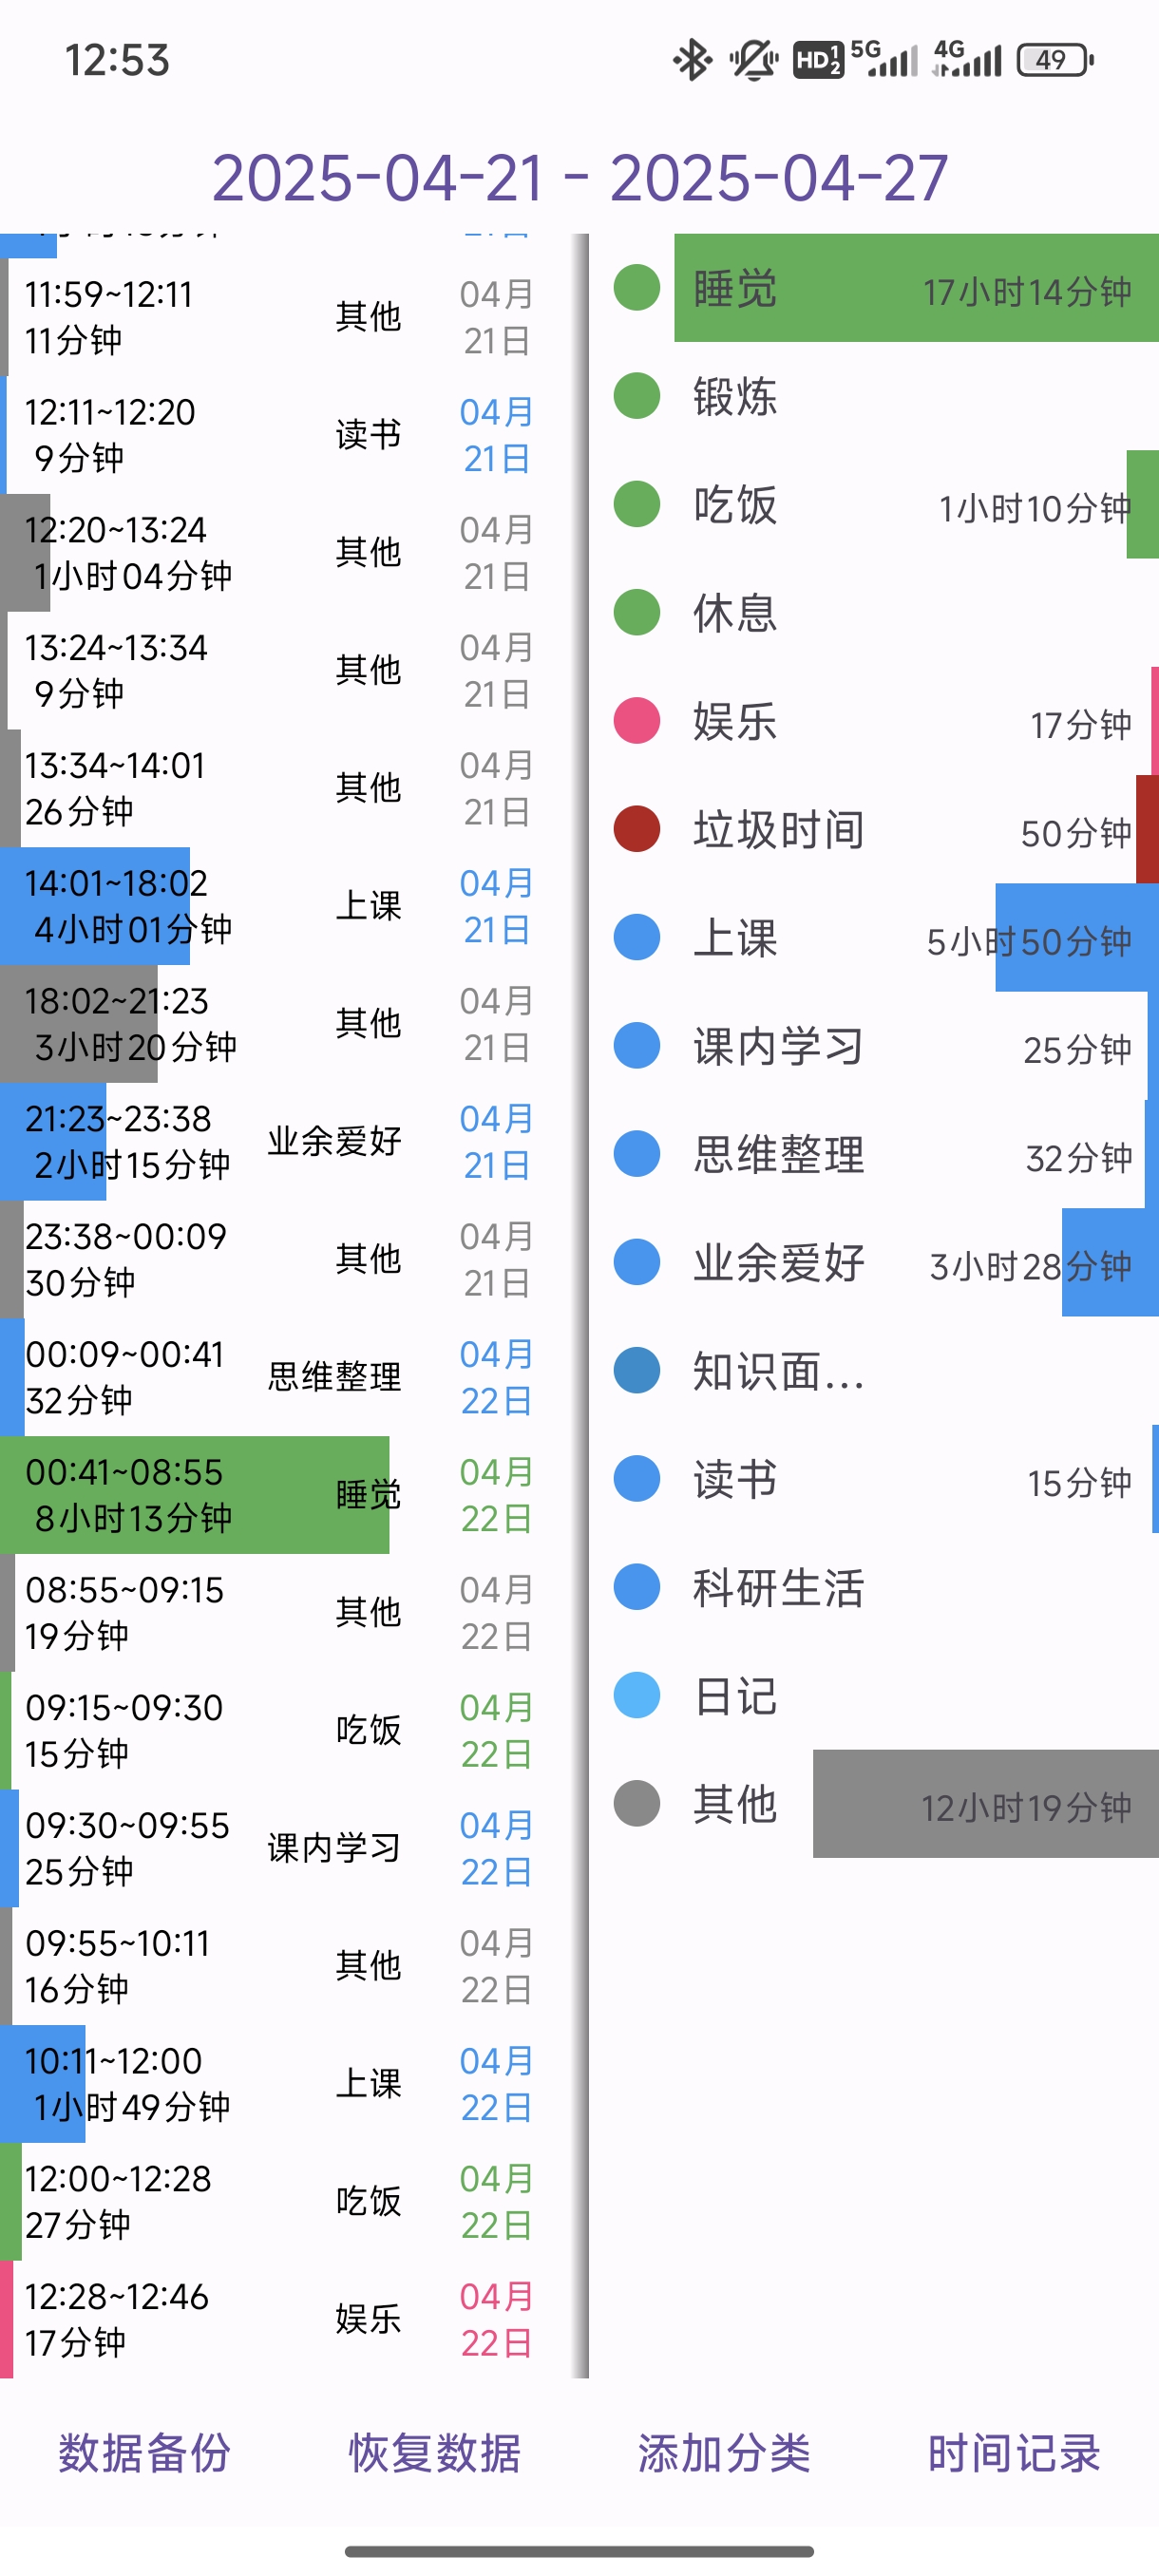 12:53
HD 1 2 5G 4G 49
2025-04-21 - 2025-04-27
11:59~12:11
11分钟
其他
04月
21日
12:11~12:20
9分钟
读书
04月
21日
12:20~13:24
1小时04分钟
其他
04月
21日
13:24~13:34
9分钟
其他
04月
21日
13:34~14:01
26分钟
其他
04月
21日
14:01~18:02
4小时01分钟
上课
04月
21日
18:02~21:23
3小时20分钟
其他
04月
21日
21:23~23:38
2小时15分钟
业余爱好
04月
21日
23:38~00:09
30分钟
其他
04月
21日
00:09~00:41
32分钟
思维整理
04月
22日
00:41~08:55
8小时13分钟
睡觉
04月
22日
08:55~09:15
19分钟
其他
04月
22日
09:15~09:30
15分钟
吃饭
04月
22日
09:30~09:55
25分钟
课内学习
04月
22日
09:55~10:11
16分钟
其他
04月
22日
10:11~12:00
1小时49分钟
上课
04月
22日
12:00~12:28
27分钟
吃饭
04月
22日
12:28~12:46
17分钟
娱乐
04月
22日
睡觉 17小时14分钟
锻炼
吃饭 1小时10分钟
休息
娱乐 17分钟
垃圾时间 50分钟
上课 5小时50分钟
课内学习 25分钟
思维整理 32分钟
业余爱好 3小时28分钟
知识面...
读书 15分钟
科研生活
日记
其他 12小时19分钟
数据备份 恢复数据 添加分类 时间记录